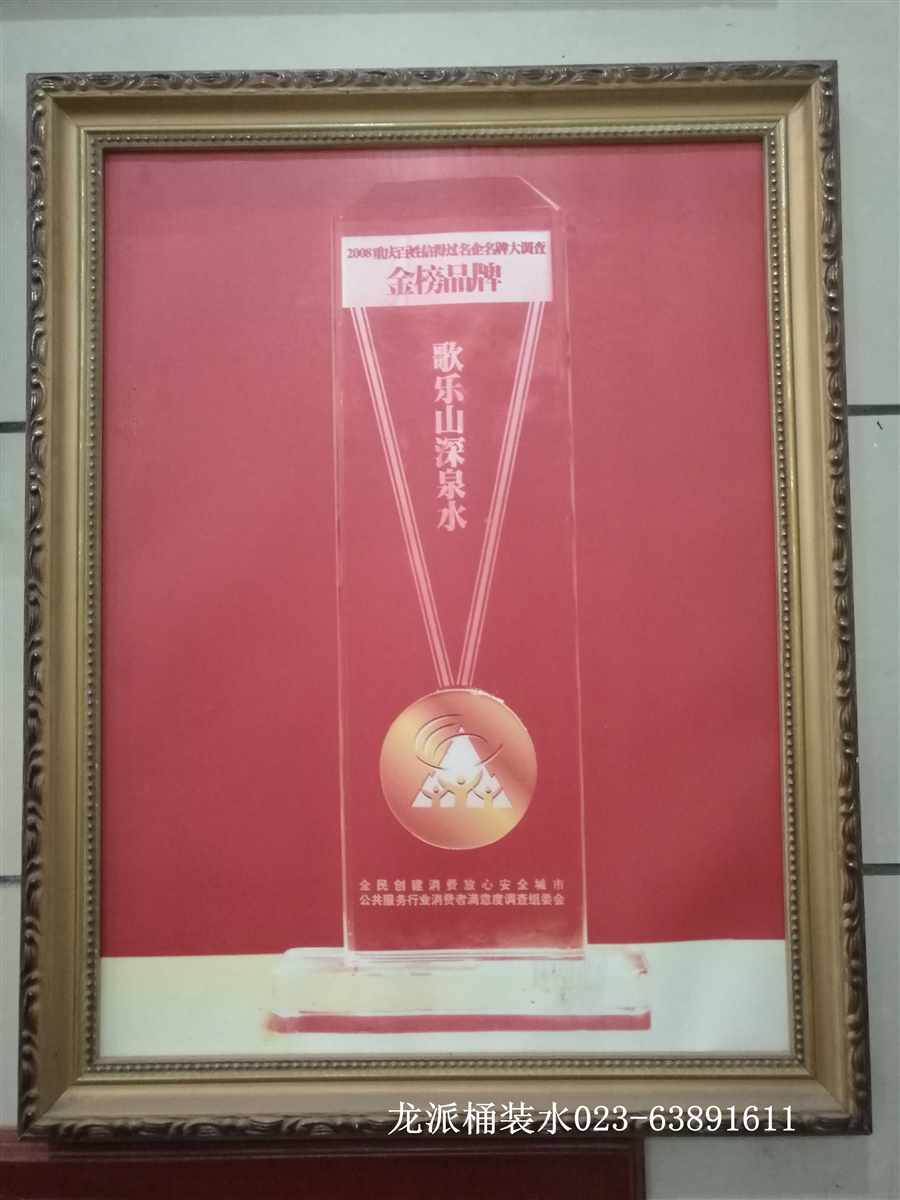 2008重庆百姓信得过名企名牌大调查
金榜品牌
歌乐山深泉水
全民创建消费放心安全城市
公共服务行业消费者满意度调查组委会
龙派桶装水023-63891611